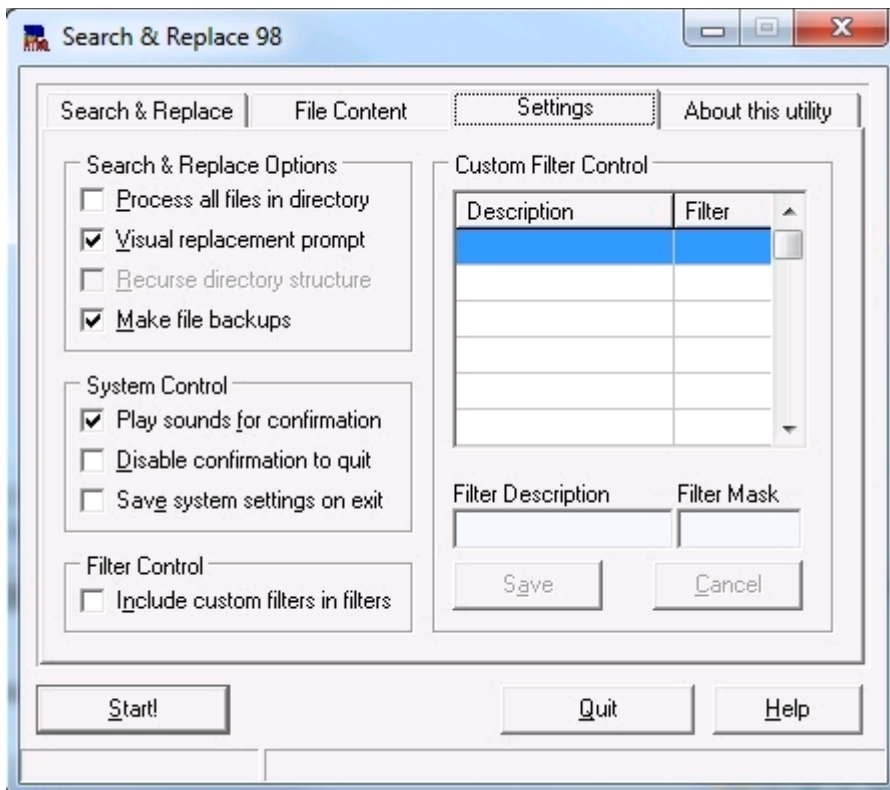 Search & Replace 98
Search & Replace
File Content
Settings
About this utility
Search & Replace Options
Process all files in directory
Visual replacement prompt
Recurse directory structure
Make file backups
System Control
Play sounds for confirmation
Disable confirmation to quit
Save system settings on exit
Filter Control
Include custom filters in filters
Custom Filter Control
Description Filter
Filter Description Filter Mask
Save Cancel
Start! Quit Help